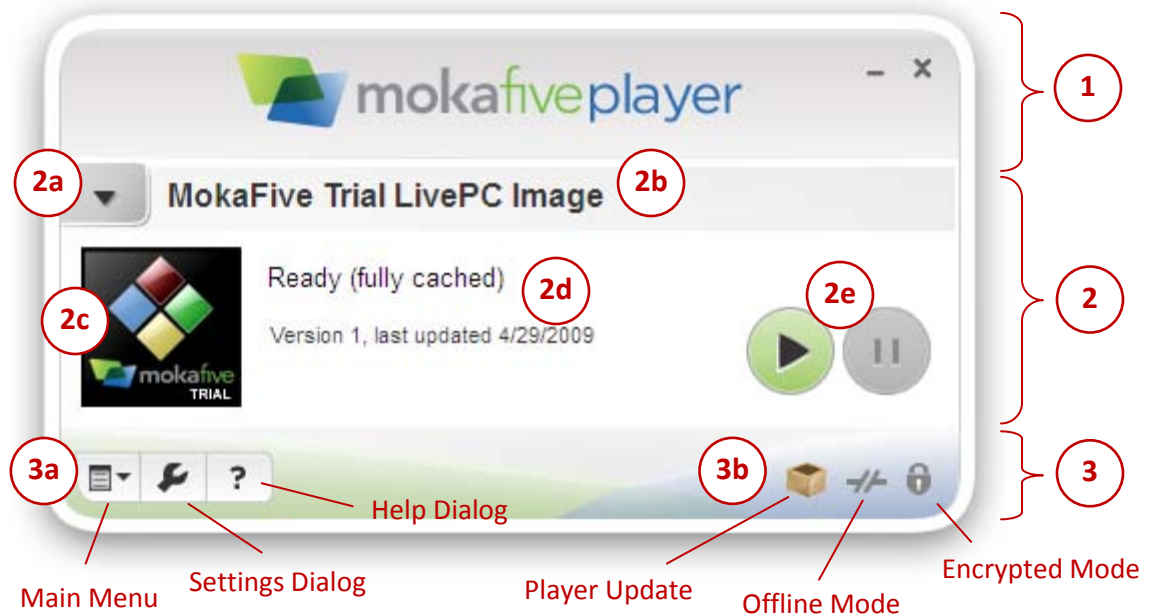 mokafiveplayer
1
2a
MokaFive Trial LivePC Image
2b
Ready (fully cached)
2d
2e
2c
2
Version 1, last updated 4/29/2009
mokafive
TRIAL
3a
?
3b
3
Help Dialog
Main Menu
Settings Dialog
Player Update
Offline Mode
Encrypted Mode